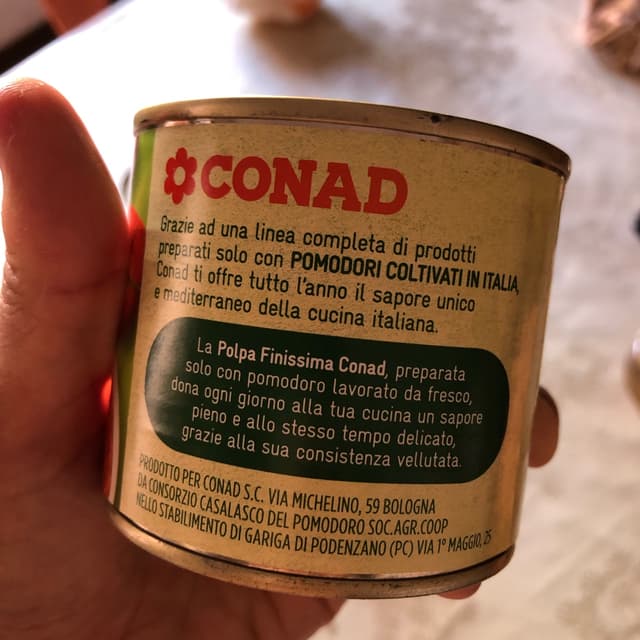 CONAD
Grazie ad una linea completa di prodotti
preparati solo con POMODORI COLTIVATI IN ITALIA,
Conad ti offre tutto l'anno il sapore unico
e mediterraneo della cucina italiana.
La Polpa Finissima Conad, preparata
solo con pomodoro lavorato da fresco,
dona ogni giorno alla tua cucina un sapore
pieno e allo stesso tempo delicato,
grazie alla sua consistenza vellutata.
PRODOTTO PER CONAD S.C. VIA MICHELINO, 59 BOLOGNA
DA CONSORZIO CASALASCO DEL POMODORO SOC.AGR.COOP
NELLO STABILIMENTO DI GARIGA DI PODENZANO (PC) VIA 1° MAGGIO, 25